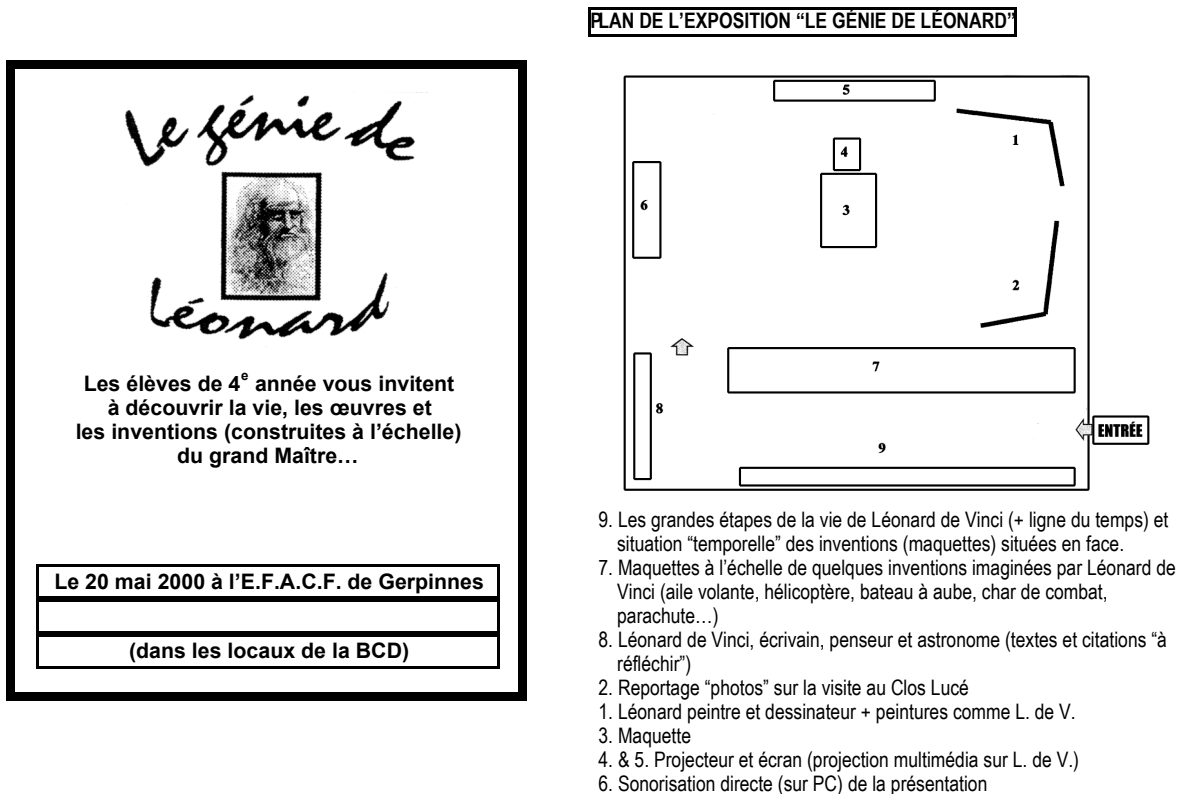 Le génie de
Léonard
Les élèves de 4e année vous invitent
à découvrir la vie, les œuvres et
les inventions (construites à l’échelle)
du grand Maître…
Le 20 mai 2000 à l’E.F.A.C.F. de Gerpinnes
(dans les locaux de la BCD)
PLAN DE L’EXPOSITION “LE GÉNIE DE LÉONARD”
5
1
4
6
3
2
7
8
ENTRÉE
9
9. Les grandes étapes de la vie de Léonard de Vinci (+ ligne du temps) et
situation “temporelle” des inventions (maquettes) situées en face.
7. Maquettes à l’échelle de quelques inventions imaginées par Léonard de
Vinci (aile volante, hélicoptère, bateau à aube, char de combat,
parachute…)
8. Léonard de Vinci, écrivain, penseur et astronome (textes et citations “à
réfléchir”)
2. Reportage “photos” sur la visite au Clos Lucé
1. Léonard peintre et dessinateur + peintures comme L. de V.
3. Maquette
4. & 5. Projecteur et écran (projection multimédia sur L. de V.)
6. Sonorisation directe (sur PC) de la présentation